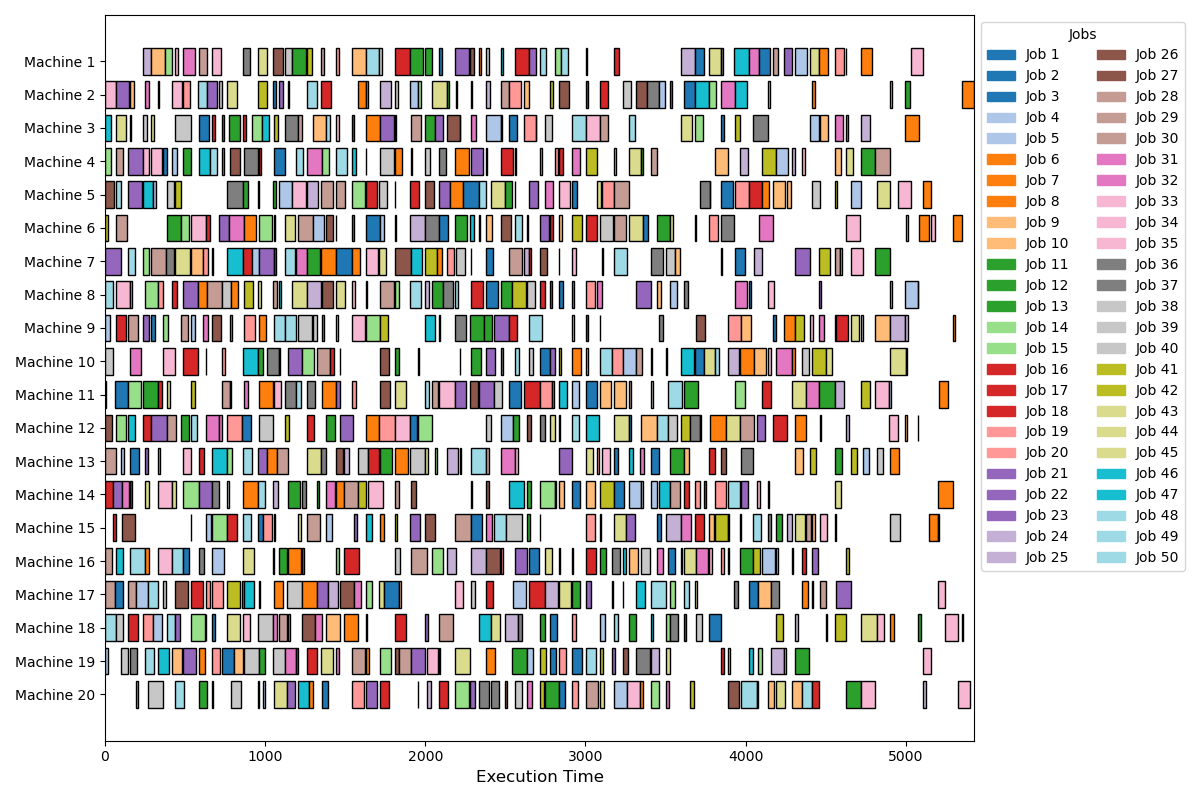 Machine 1
Machine 2
Machine 3
Machine 4
Machine 5
Machine 6
Machine 7
Machine 8
Machine 9
Machine 10
Machine 11
Machine 12
Machine 13
Machine 14
Machine 15
Machine 16
Machine 17
Machine 18
Machine 19
Machine 20
0 1000 2000 3000 4000 5000
Execution Time
Jobs
Job 1
Job 2
Job 3
Job 4
Job 5
Job 6
Job 7
Job 8
Job 9
Job 10
Job 11
Job 12
Job 13
Job 14
Job 15
Job 16
Job 17
Job 18
Job 19
Job 20
Job 21
Job 22
Job 23
Job 24
Job 25
Job 26
Job 27
Job 28
Job 29
Job 30
Job 31
Job 32
Job 33
Job 34
Job 35
Job 36
Job 37
Job 38
Job 39
Job 40
Job 41
Job 42
Job 43
Job 44
Job 45
Job 46
Job 47
Job 48
Job 49
Job 50